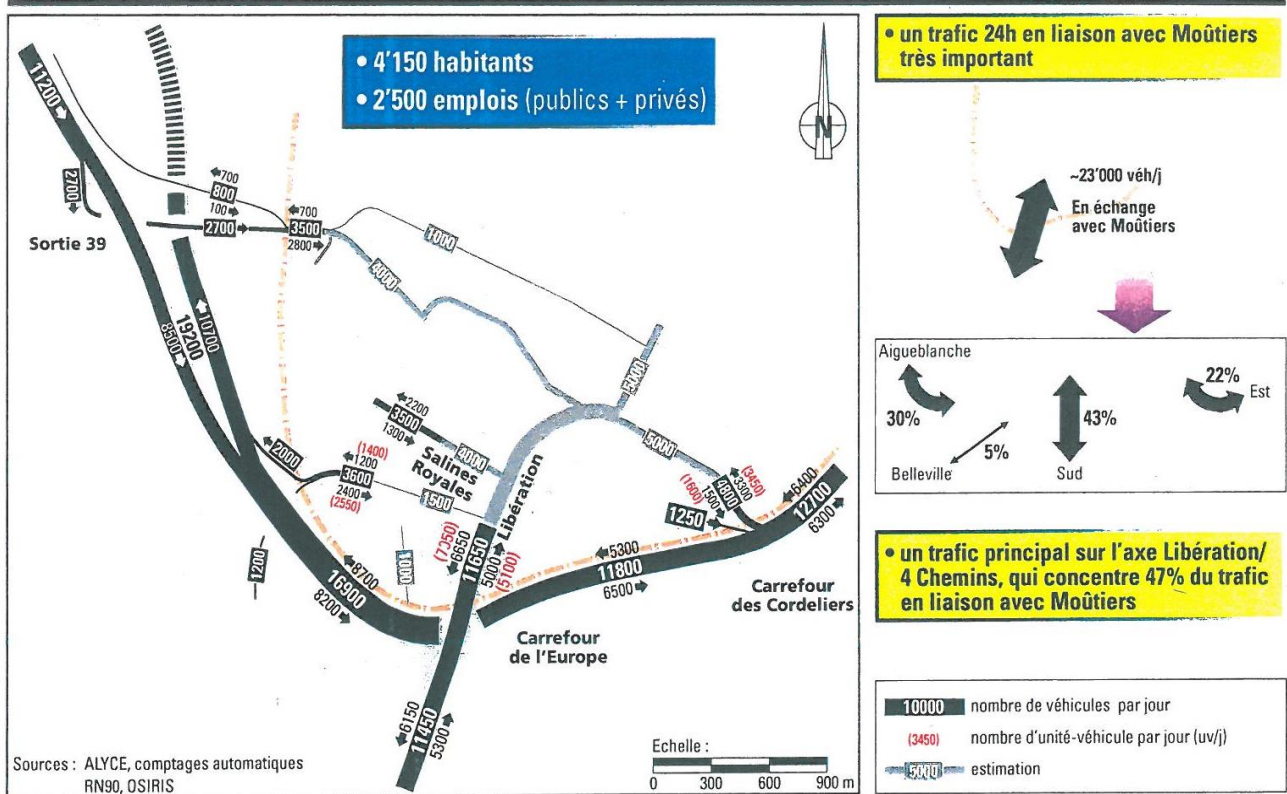 • 4'150 habitants
• 2'500 emplois (publics + privés)
N
11200
2700
Sortie 39
700
800
100
2700
700
3500
2800
4000
1000
5000
19200
8500
10700
2200
3500
1300
4000
Salines
Royales
Libération
2000
(1400)
1200
3600
2400
(2550)
1500
1000
1200
5000
(3450)
3300
4800
1500
(1600)
1250
6400
12700
6300
(7350)
6650
11650
5000
(5100)
5300
11800
6500
8700
16900
8200
Carrefour
des Cordeliers
Carrefour
de l'Europe
6150
11450
5300
Sources : ALYCE, comptages automatiques
RN90, OSIRIS
Echelle :
0 300 600 900 m
• un trafic 24h en liaison avec Moûtiers
très important
~23'000 véh/j
En échange
avec Moûtiers
Aigueblanche
30%
Belleville
5%
43%
Sud
22%
Est
• un trafic principal sur l'axe Libération/
4 Chemins, qui concentre 47% du trafic
en liaison avec Moûtiers
10000 nombre de véhicules par jour
(3450) nombre d'unité-véhicule par jour (uv/j)
5000 estimation